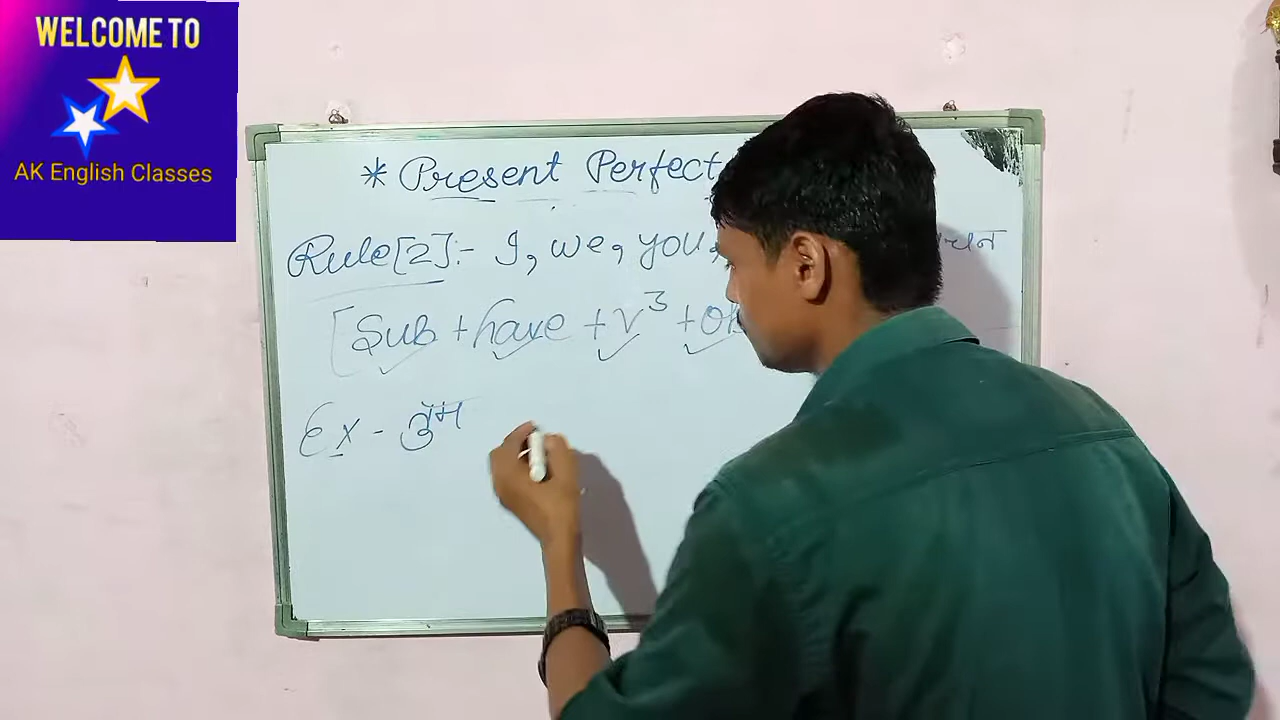 WELCOME TO
AK English Classes
* Present Perfect
Rule [2]:- I, we, you,
[Sub + have + V³ + Ob
Ex -